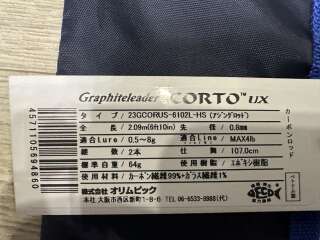 Graphiteleader CORTO™ UX
タイプ 23GCORUS-6102L-HS (アジングロッド)
全長 2.09m(6ft10in) 先径 0.8mm
適合lure 0.5~8g 適合line MAX4lb
継数 2本 仕舞 107.0cm
標準自重 64g 使用樹脂 エポキシ樹脂
使用材料 カーボン繊維99%+ガラス繊維1%
株式会社オリムピック
カーボンロッド
4571105694860